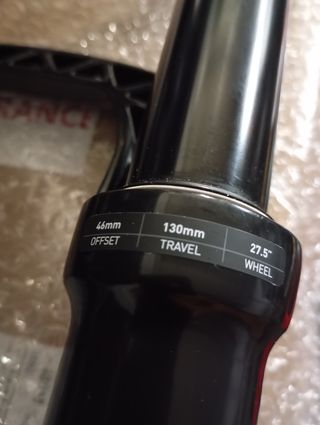 RANCE
46mm
OFFSET
130mm
TRAVEL
27.5"
WHEEL